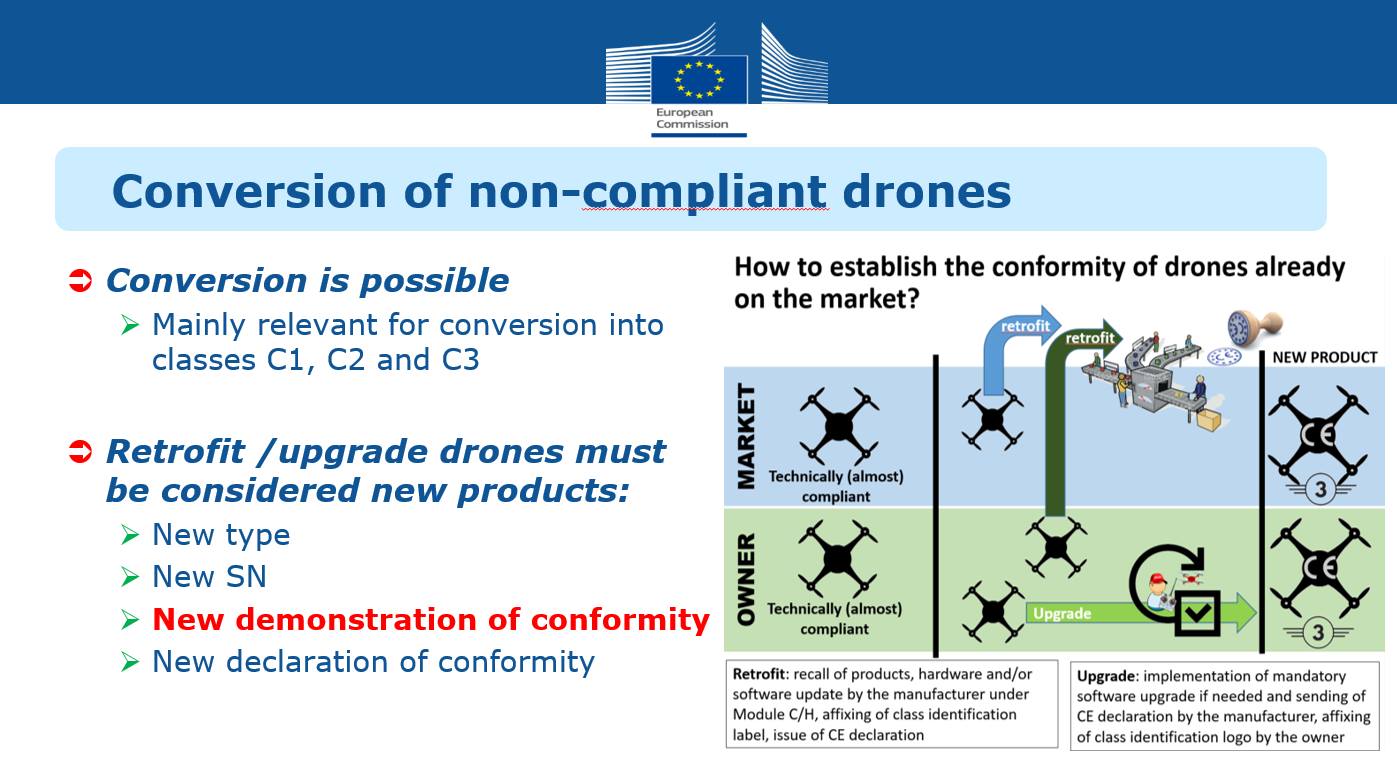 European
Commission
Conversion of non-compliant drones
Conversion is possible
Mainly relevant for conversion into
classes C1, C2 and C3
Retrofit /upgrade drones must
be considered new products:
New type
New SN
New demonstration of conformity
New declaration of conformity
How to establish the conformity of drones already
on the market?
retrofit
retrofit
NEW PRODUCT
MARKET
Technically (almost)
compliant
CE
3
OWNER
Technically (almost)
compliant
Upgrade
CE
3
Retrofit: recall of products, hardware and/or
software update by the manufacturer under
Module C/H, affixing of class identification
label, issue of CE declaration
Upgrade: implementation of mandatory
software upgrade if needed and sending of
CE declaration by the manufacturer, affixing
of class identification logo by the owner